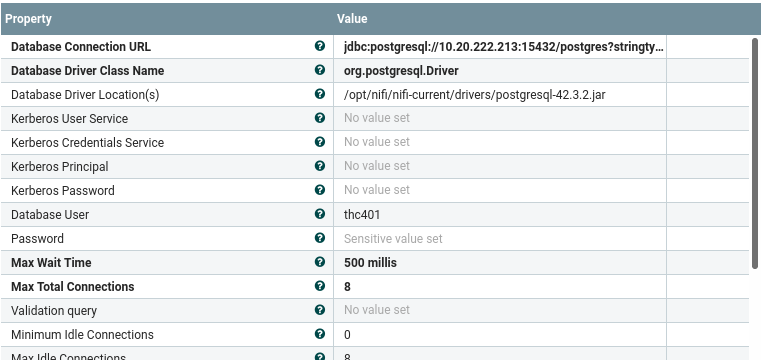 Property Value
Database Connection URL ? jdbc:postgresql://10.20.222.213:15432/postgres?stringty...
Database Driver Class Name ? org.postgresql.Driver
Database Driver Location(s) ? /opt/nifi/nifi-current/drivers/postgresql-42.3.2.jar
Kerberos User Service ? No value set
Kerberos Credentials Service ? No value set
Kerberos Principal ? No value set
Kerberos Password ? No value set
Database User ? thc401
Password ? Sensitive value set
Max Wait Time ? 500 millis
Max Total Connections ? 8
Validation query ? No value set
Minimum Idle Connections ? 0
Max Idle Connections ? 8